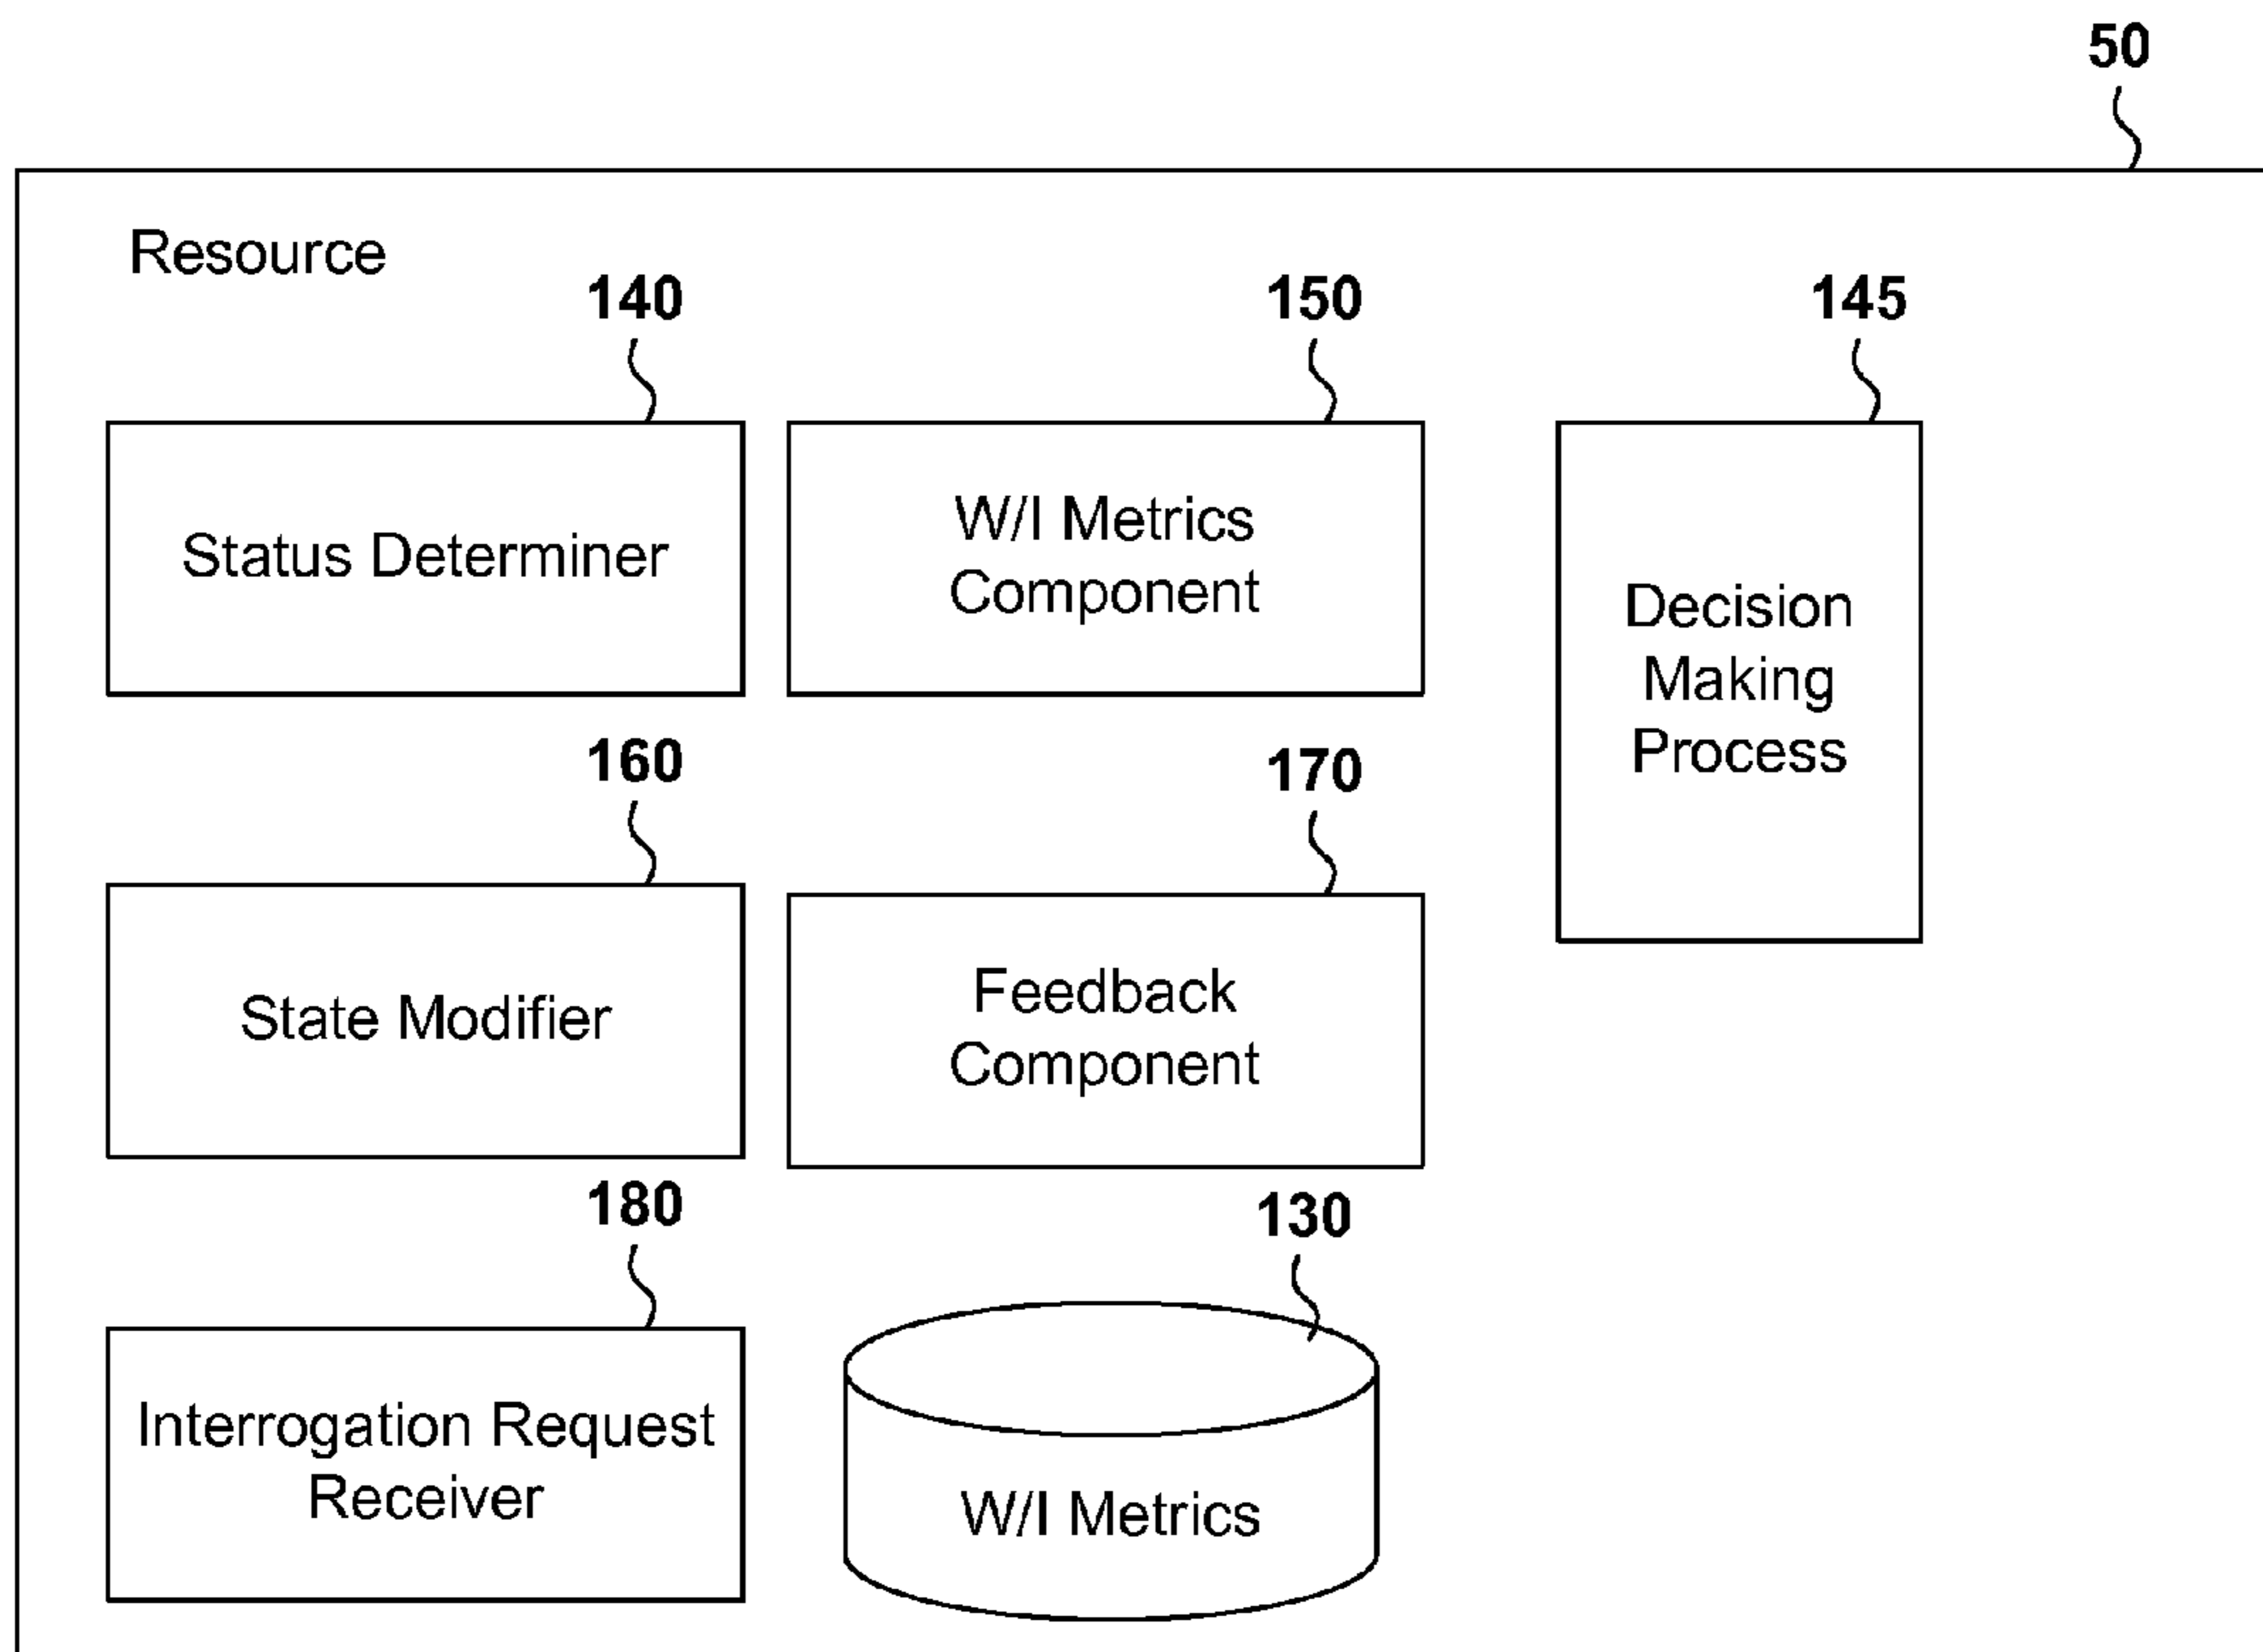 50
Resource
140
150
145
Status Determiner
W/I Metrics
Component
Decision
Making
Process
160
170
State Modifier
Feedback
Component
180
130
Interrogation Request
Receiver
W/I Metrics